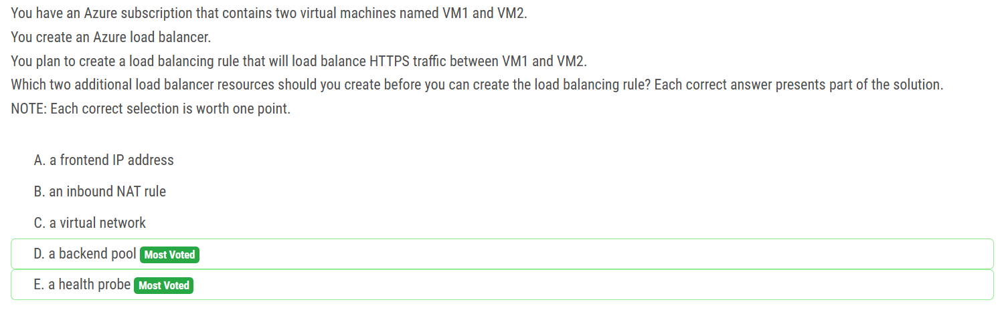 You have an Azure subscription that contains two virtual machines named VM1 and VM2.
You create an Azure load balancer.
You plan to create a load balancing rule that will load balance HTTPS traffic between VM1 and VM2.
Which two additional load balancer resources should you create before you can create the load balancing rule? Each correct answer presents part of the solution.
NOTE: Each correct selection is worth one point.
A. a frontend IP address
B. an inbound NAT rule
C. a virtual network
D. a backend pool Most Voted
E. a health probe Most Voted